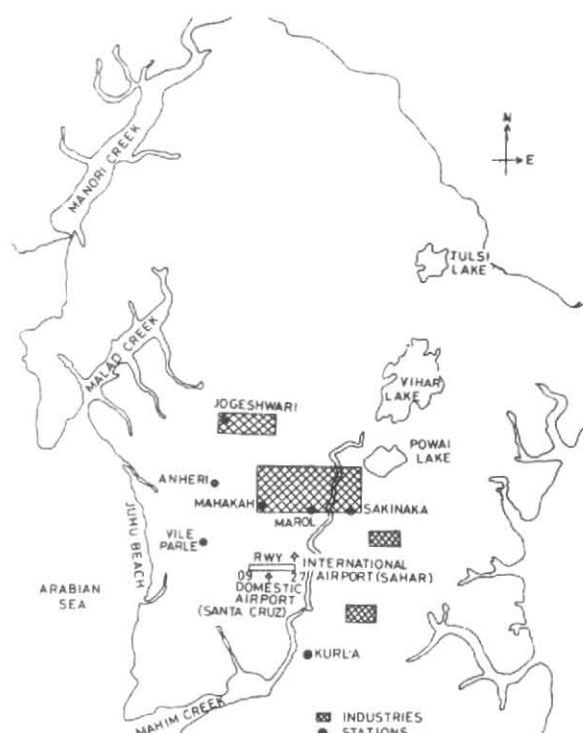 N
E
MANORI CREEK
TULSI
LAKE
MALAD CREEK
VIHAR
LAKE
JOGESHWARI
POWAI
LAKE
ANHERI
MAHAKAH
MAROL
SAKINAKA
JUHU BEACH
VILE
PARLE
RWY
09
27
INTERNATIONAL
AIRPORT (SAHAR)
DOMESTIC
AIRPORT
(SANTA CRUZ)
ARABIAN
SEA
KURLA
MAHIM CREEK
INDUSTRIES
STATIONS